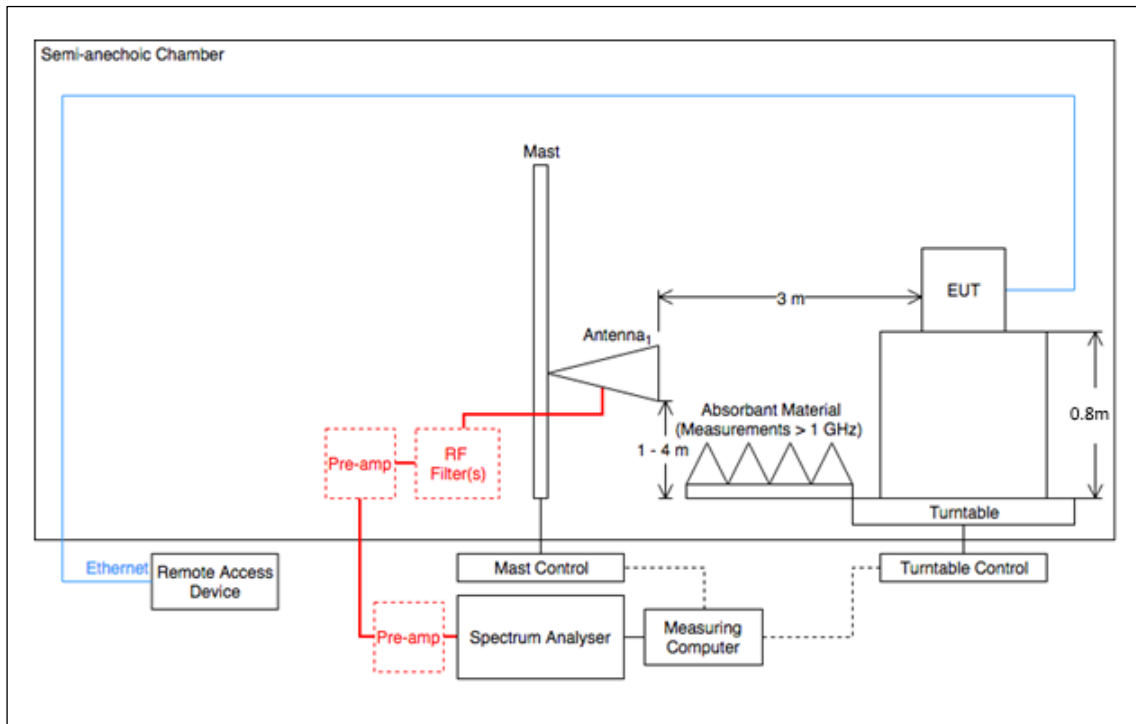 Semi-anechoic Chamber
Mast
EUT
3 m
Antenna1
Absorbant Material
(Measurements > 1 GHz)
0.8m
1 - 4 m
RF
Filter(s)
Pre-amp
Turntable
Ethernet
Remote Access
Device
Mast Control
Turntable Control
Pre-amp
Spectrum Analyser
Measuring
Computer